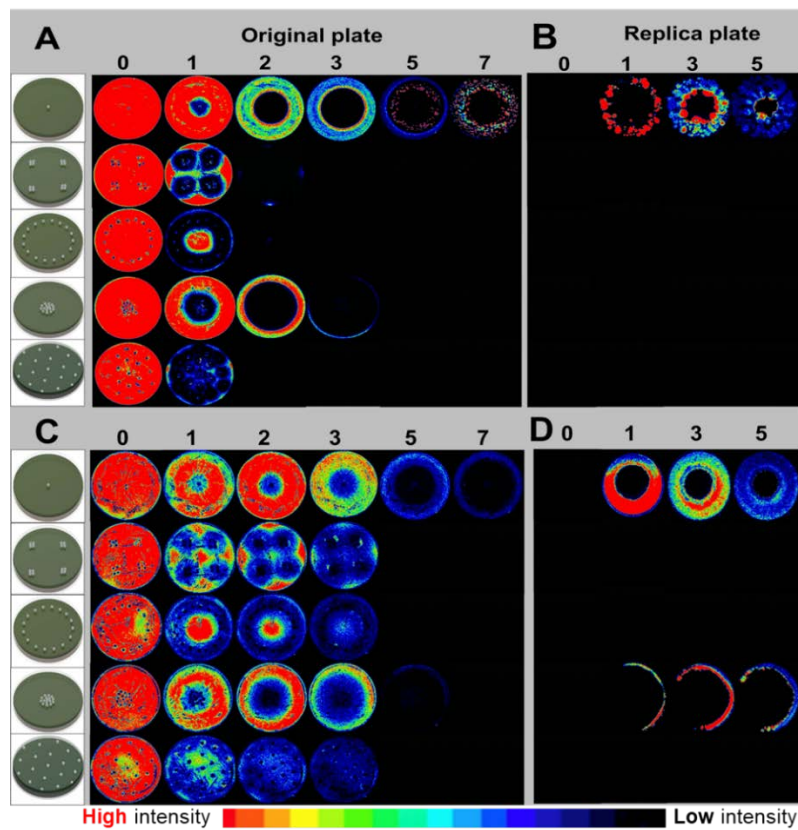 A Original plate B Replica plate
0 1 2 3 5 7 0 1 3 5
C 0 1 2 3 5 7 D 0 1 3 5
High intensity Low intensity